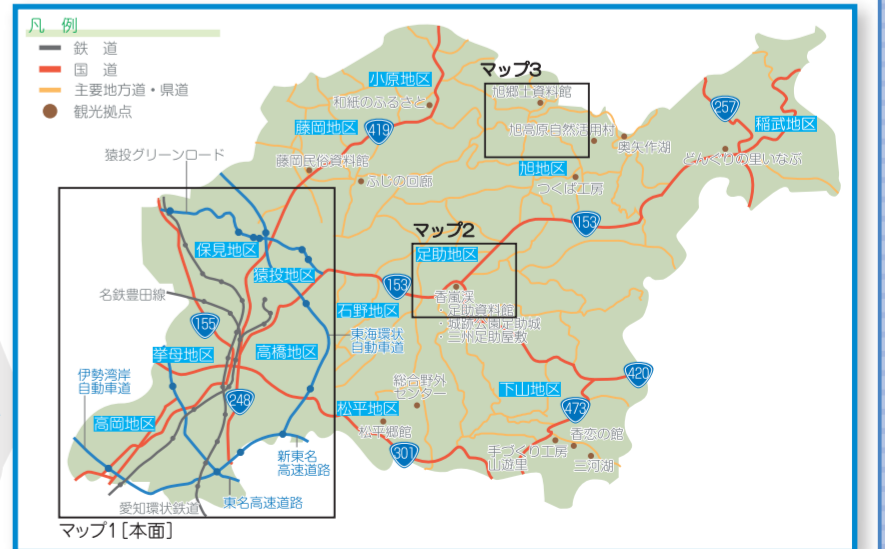 凡 例
鉄 道
国 道
主要地方道・県道
観光拠点
小原地区
和紙のふるさと
マップ3
旭郷土資料館
旭高原自然活用村
奥矢作湖
257
稲武地区
どんぐりの里いなぶ
藤岡地区
419
猿投グリーンロード
藤岡民俗資料館
ふじの回廊
旭地区
つくば工房
153
マップ2
足助地区
香嵐渓
・足助資料館
・城跡公園足助城
・三州足助屋敷
保見地区
猿投地区
153
石野地区
名鉄豊田線
155
東海環状
自動車道
挙母地区
高橋地区
伊勢湾岸
自動車道
248
高岡地区
総合野外
センター
松平地区
松平郷館
301
下山地区
420
473
香恋の館
手づくり工房
山遊里
三河湖
新東名
高速道路
東名高速道路
愛知環状鉄道
マップ1[本面]